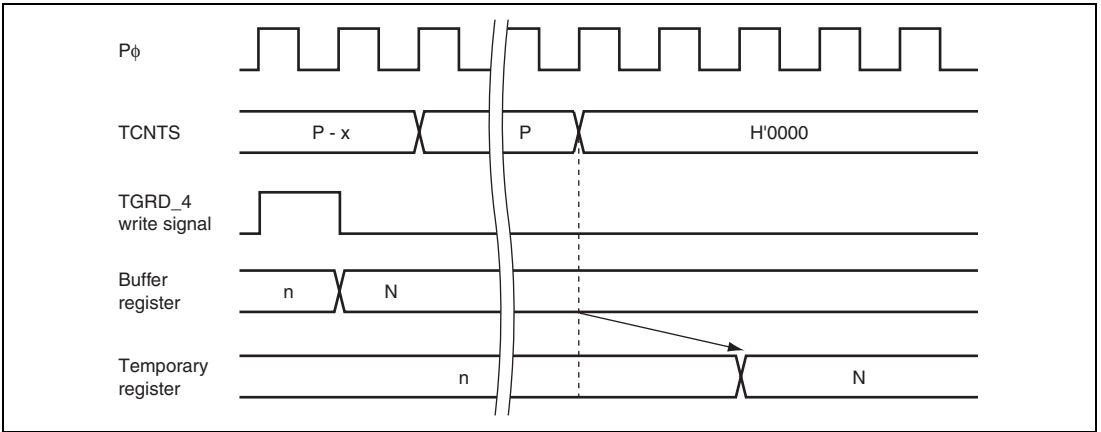 Pφ
TCNTS
P - x
P
H'0000
TGRD_4
write signal
Buffer
register
n
N
Temporary
register
n
N